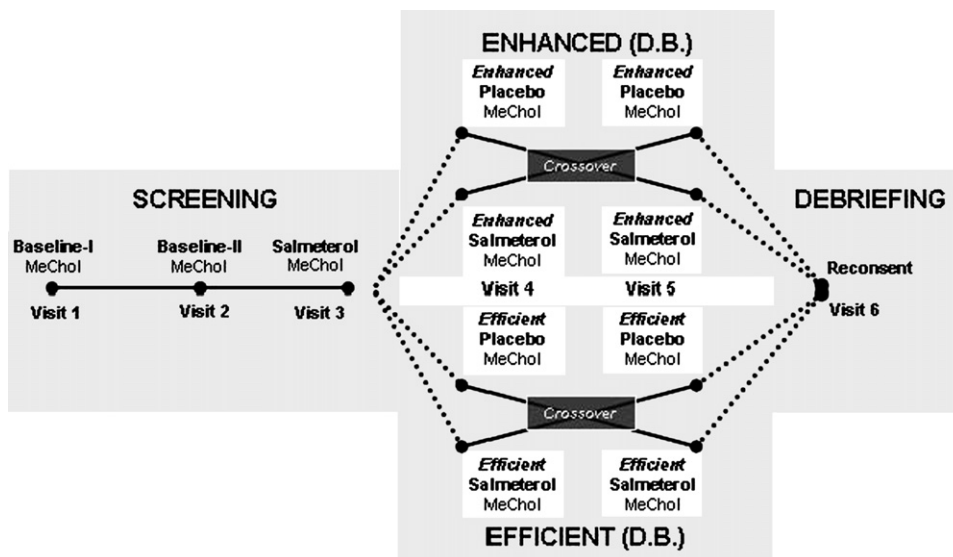 ENHANCED (D.B.)
Enhanced
Placebo
MeChol
Enhanced
Placebo
MeChol
Crossover
SCREENING
DEBRIEFING
Baseline-I
MeChol
Baseline-II
MeChol
Salmeterol
MeChol
Visit 1
Visit 2
Visit 3
Enhanced
Salmeterol
MeChol
Enhanced
Salmeterol
MeChol
Visit 4
Visit 5
Reconsent
Visit 6
Efficient
Placebo
MeChol
Efficient
Placebo
MeChol
Crossover
Efficient
Salmeterol
MeChol
Efficient
Salmeterol
MeChol
EFFICIENT (D.B.)